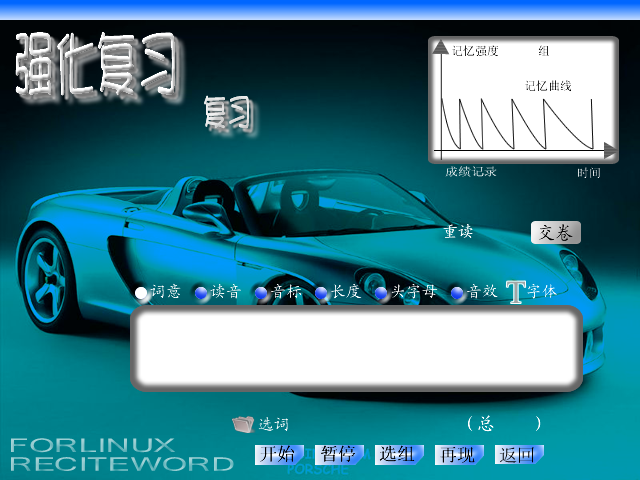 强化复习
复习
记忆强度 组
记忆曲线
成绩记录 时间
重读 交卷
词意 读音 音标 长度 头字母 音效 T字体
选词 (总 )
FORLINUX
RECITEWORD
开始 暂停 选组 再现 返回
PORSCHE